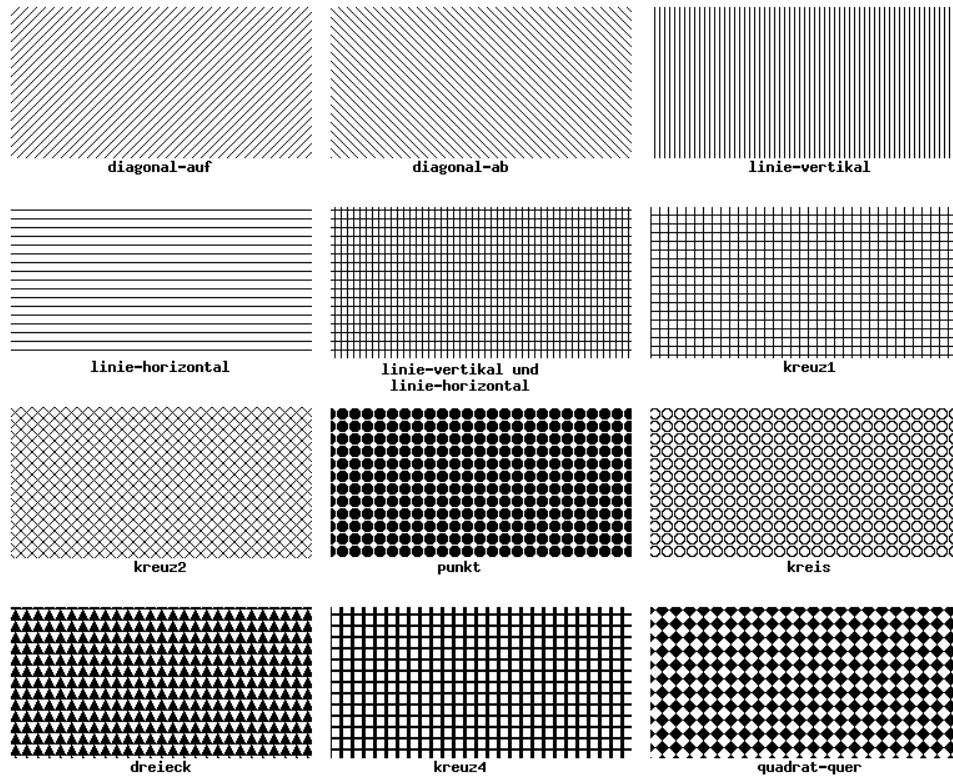 diagonal-auf
diagonal-ab
linie-vertikal
linie-horizontal
linie-vertikal und
linie-horizontal
kreuz1
kreuz2
punkt
kreis
dreieck
kreuz4
quadrat-quer